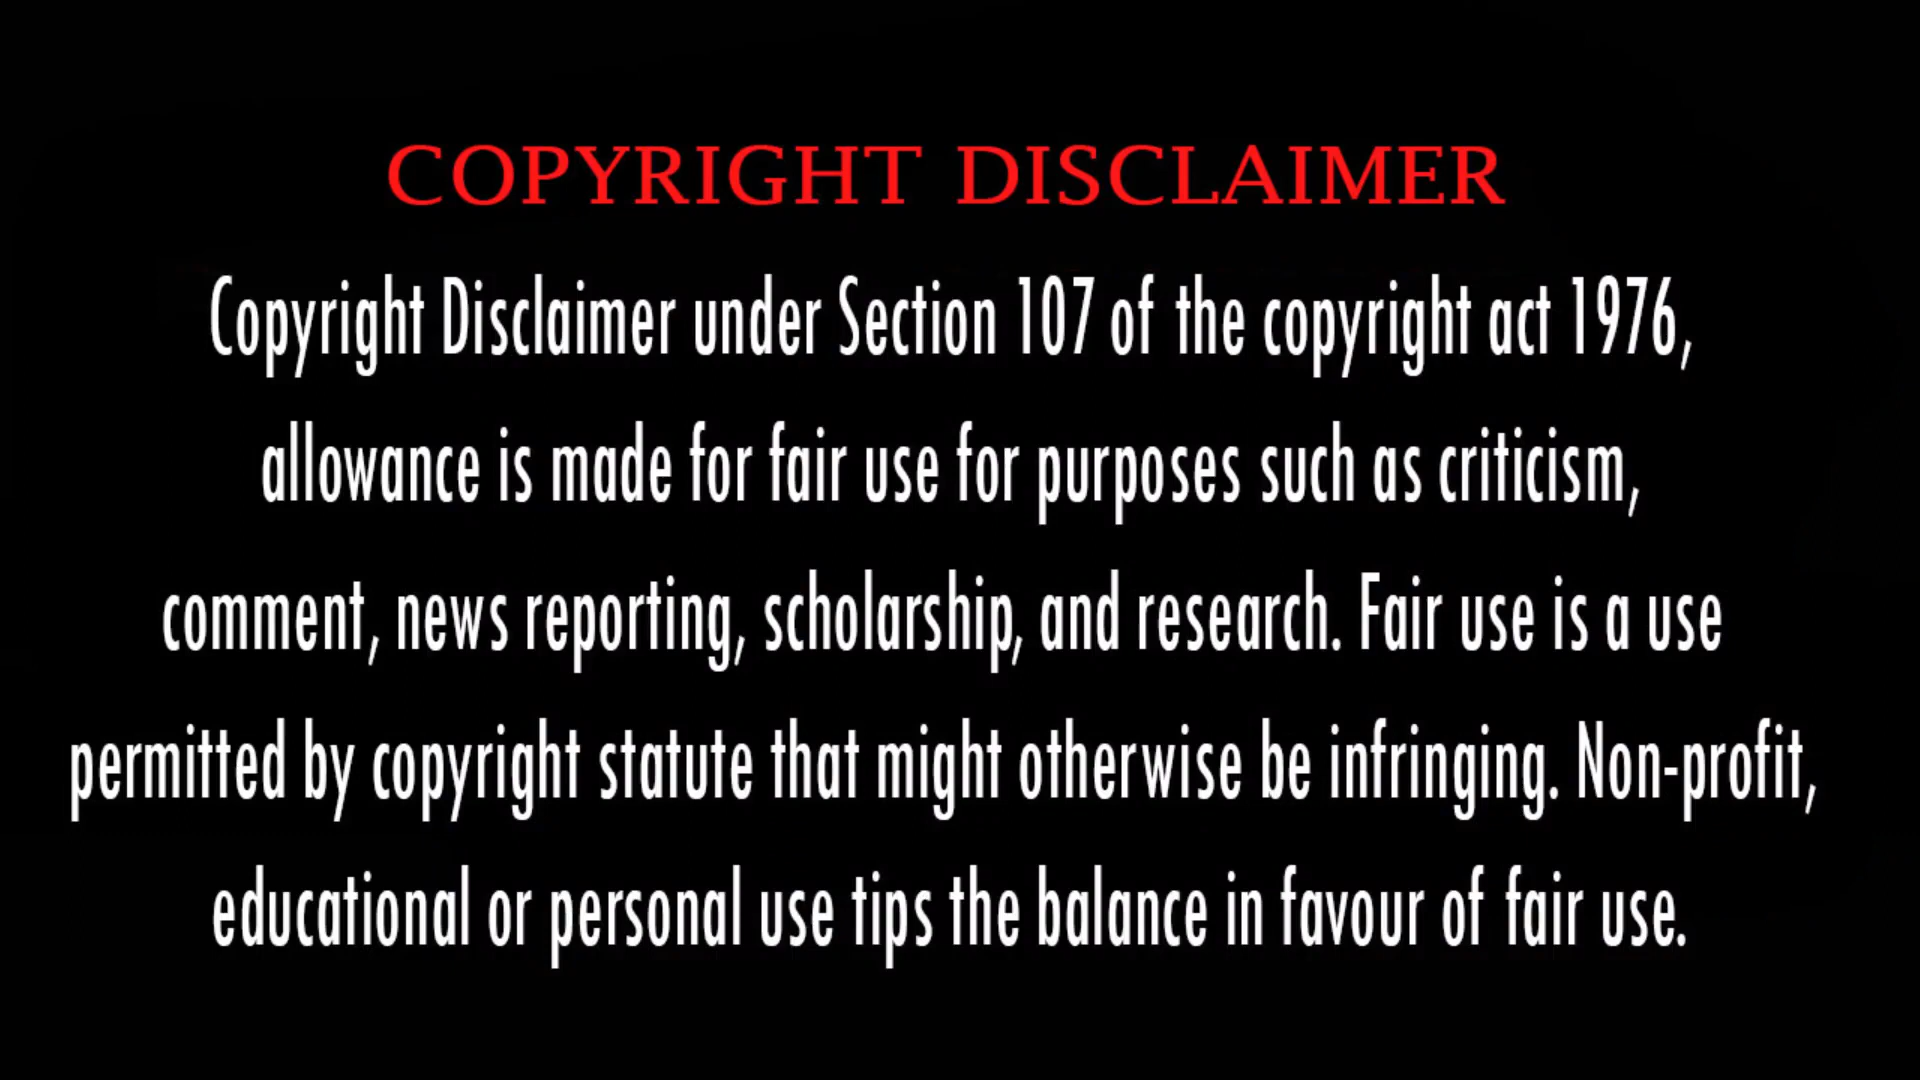 COPYRIGHT DISCLAIMER
Copyright Disclaimer under Section 107 of the copyright act 1976,
allowance is made for fair use for purposes such as criticism,
comment, news reporting, scholarship, and research. Fair use is a use
permitted by copyright statute that might otherwise be infringing. Non-profit,
educational or personal use tips the balance in favour of fair use.